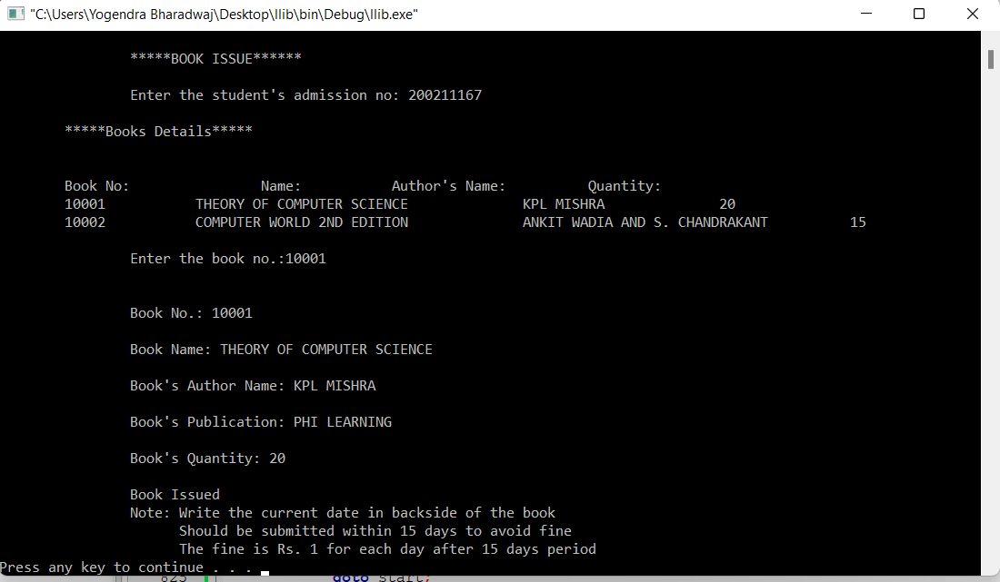 "C:\Users\Yogendra Bharadwaj\Desktop\llib\bin\Debug\llib.exe"
*****BOOK ISSUE******
Enter the student's admission no: 200211167
*****Books Details*****
Book No: Name: Author's Name: Quantity:
10001 THEORY OF COMPUTER SCIENCE KPL MISHRA 20
10002 COMPUTER WORLD 2ND EDITION ANKIT WADIA AND S. CHANDRAKANT 15
Enter the book no.:10001
Book No.: 10001
Book Name: THEORY OF COMPUTER SCIENCE
Book's Author Name: KPL MISHRA
Book's Publication: PHI LEARNING
Book's Quantity: 20
Book Issued
Note: Write the current date in backside of the book
Should be submitted within 15 days to avoid fine
The fine is Rs. 1 for each day after 15 days period
Press any key to continue . . .
825 goto start;